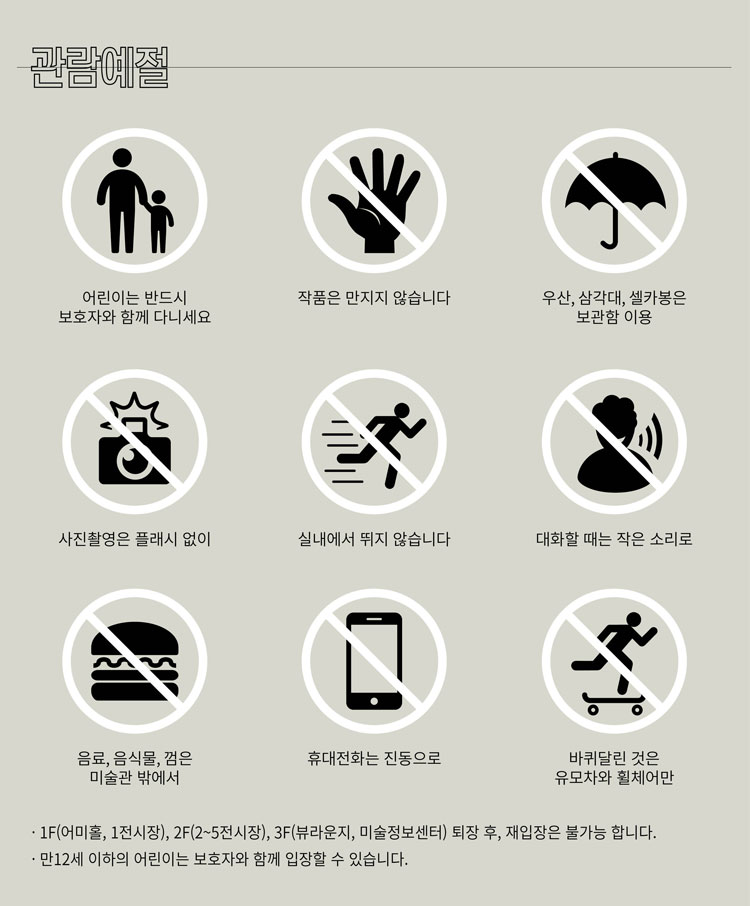 관람예절
어린이는 반드시
보호자와 함께 다니세요
작품은 만지지 않습니다
우산, 삼각대, 셀카봉은
보관함 이용
사진촬영은 플래시 없이
실내에서 뛰지 않습니다
대화할 때는 작은 소리로
음료, 음식물, 껌은
미술관 밖에서
휴대전화는 진동으로
바퀴달린 것은
유모차와 휠체어만
· 1F(어미홀, 1전시장), 2F(2~5전시장), 3F(뷰라운지, 미술정보센터) 퇴장 후, 재입장은 불가능 합니다.
· 만12세 이하의 어린이는 보호자와 함께 입장할 수 있습니다.